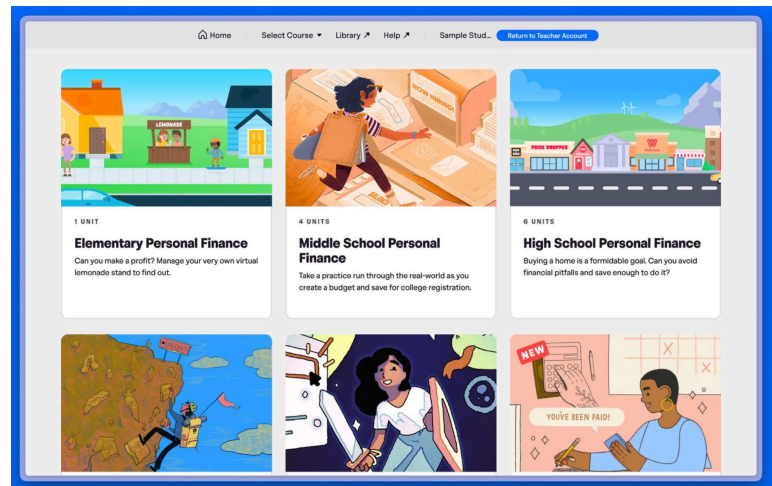 Home Select Course Library Help Sample Stud... Return to Teacher Account
LEMONADE
NOW HIRING!
PRICE SHOPPER
W
1 UNIT
Elementary Personal Finance
Can you make a profit? Manage your very own virtual
lemonade stand to find out.
4 UNITS
Middle School Personal
Finance
Take a practice run through the real-world as you
create a budget and save for college registration.
6 UNITS
High School Personal Finance
Buying a home is a formidable goal. Can you avoid
financial pitfalls and save enough to do it?
NEW
YOU'VE BEEN PAID!